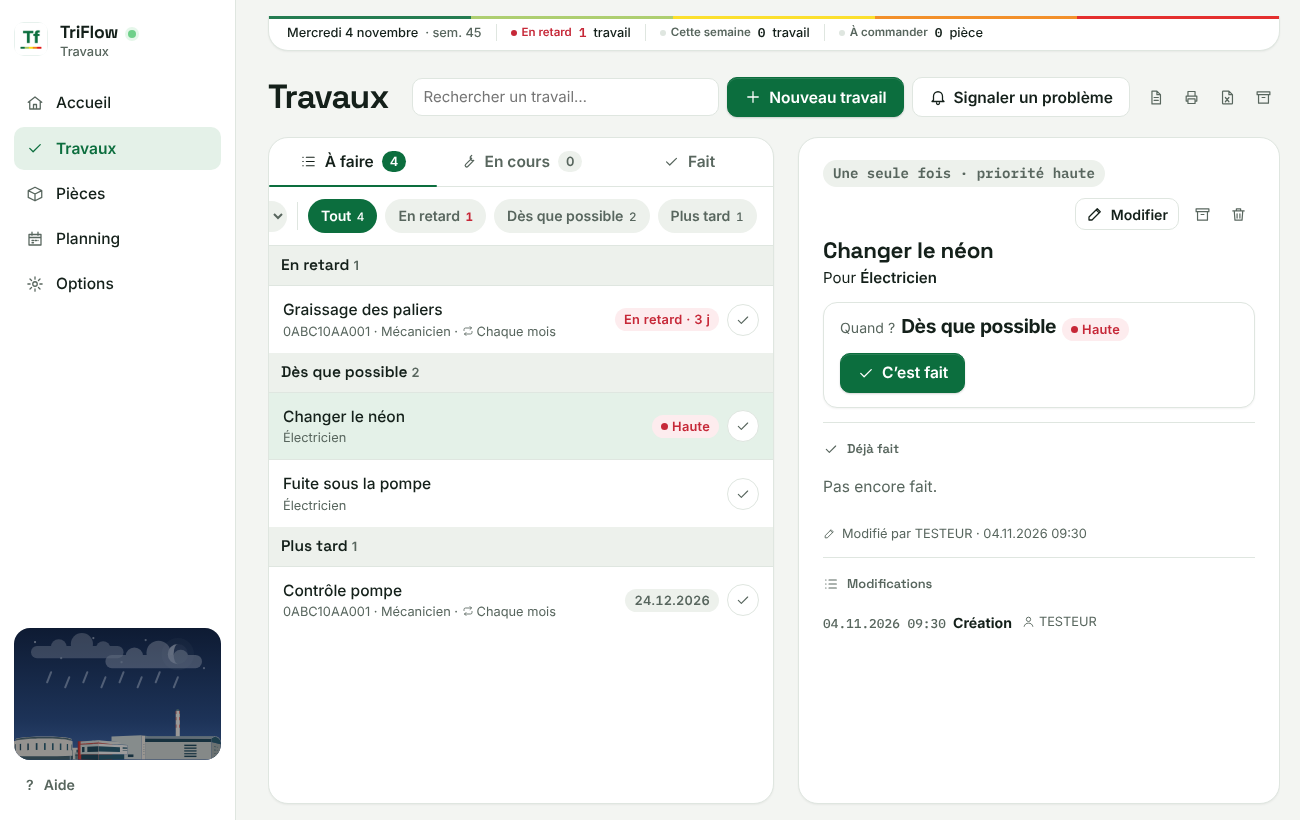 Tf TriFlow
Travaux
Accueil
Travaux
Pièces
Planning
Options
? Aide
Mercredi 4 novembre · sem. 45
En retard 1 travail
Cette semaine 0 travail
À commander 0 pièce
Travaux
Rechercher un travail...
Nouveau travail
Signaler un problème
À faire 4
En cours 0
Fait
Tout 4
En retard 1
Dès que possible 2
Plus tard 1
En retard 1
Graissage des paliers
0ABC10AA001 · Mécanicien · Chaque mois
En retard · 3 j
Dès que possible 2
Changer le néon
Électricien
Haute
Fuite sous la pompe
Électricien
Plus tard 1
Contrôle pompe
0ABC10AA001 · Mécanicien · Chaque mois
24.12.2026
Une seule fois · priorité haute
Modifier
Changer le néon
Pour Électricien
Quand ? Dès que possible Haute
C'est fait
Déjà fait
Pas encore fait.
Modifié par TESTEUR · 04.11.2026 09:30
Modifications
04.11.2026 09:30 Création TESTEUR